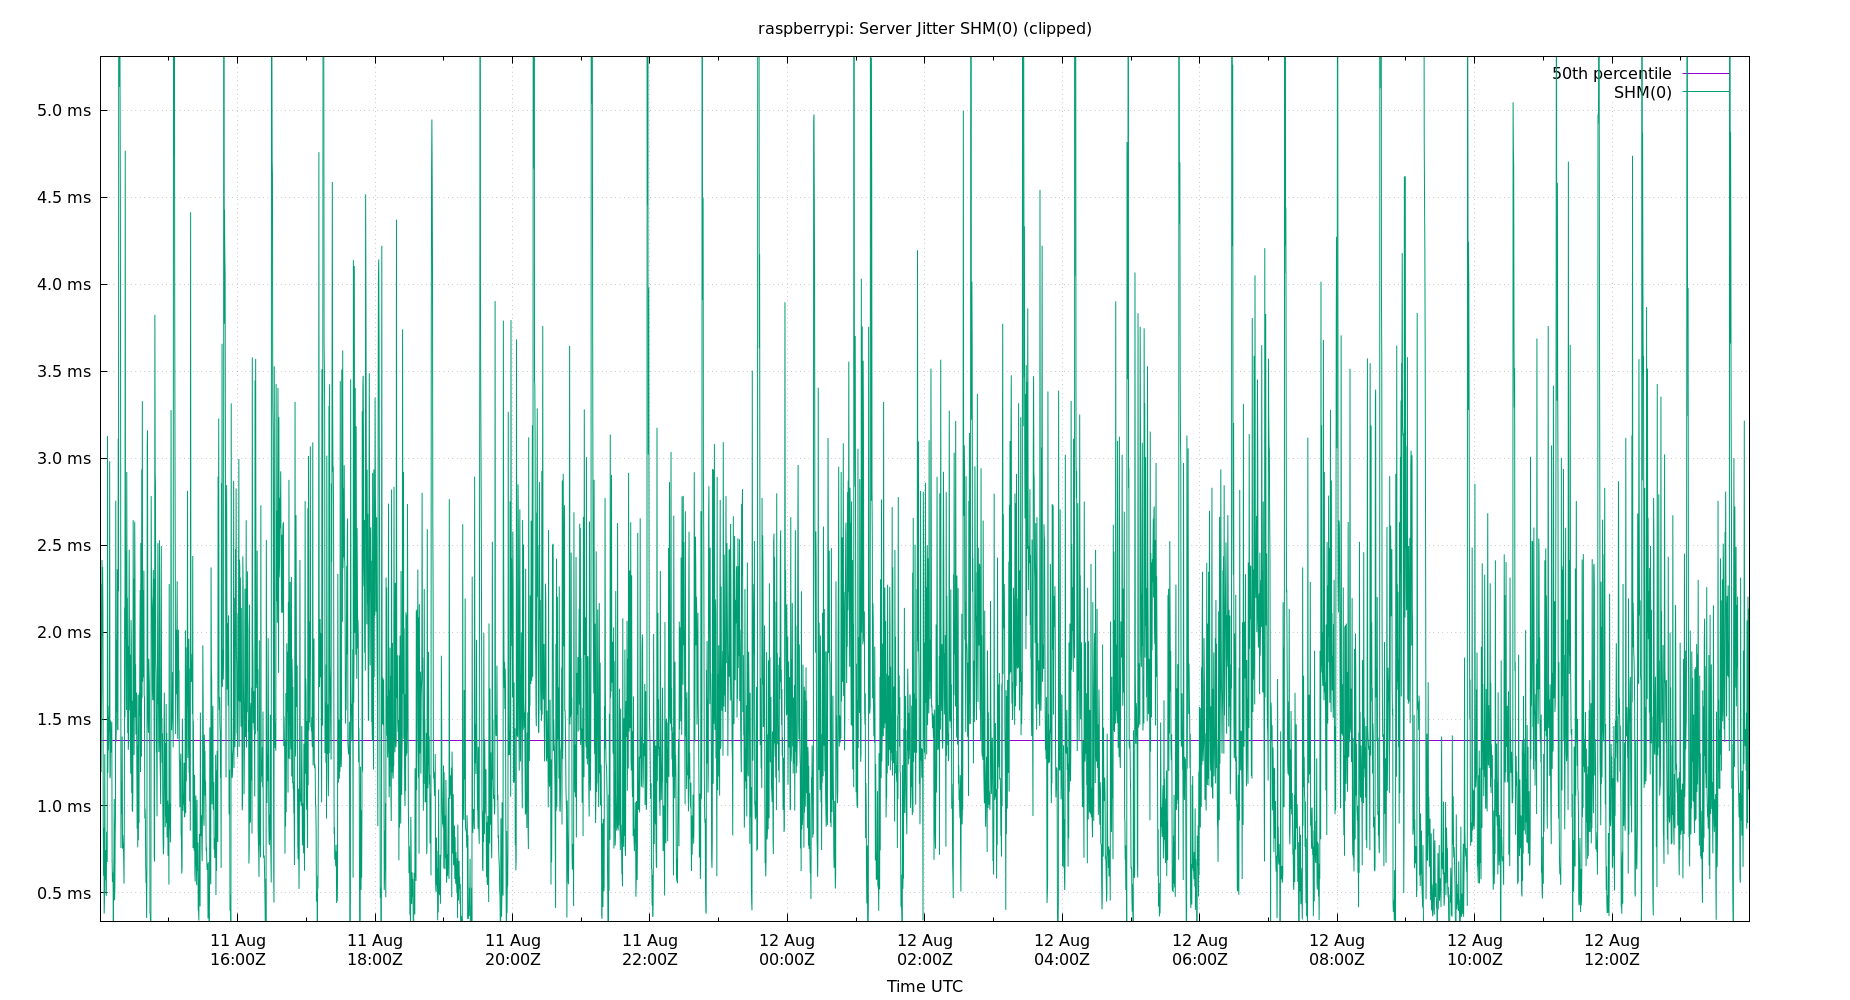 raspberrypi: Server Jitter SHM(0) (clipped)
50th percentile
SHM(0)
5.0 ms
4.5 ms
4.0 ms
3.5 ms
3.0 ms
2.5 ms
2.0 ms
1.5 ms
1.0 ms
0.5 ms
11 Aug 11 Aug 11 Aug 11 Aug 12 Aug 12 Aug 12 Aug 12 Aug 12 Aug 12 Aug 12 Aug
16:00Z 18:00Z 20:00Z 22:00Z 00:00Z 02:00Z 04:00Z 06:00Z 08:00Z 10:00Z 12:00Z
Time UTC